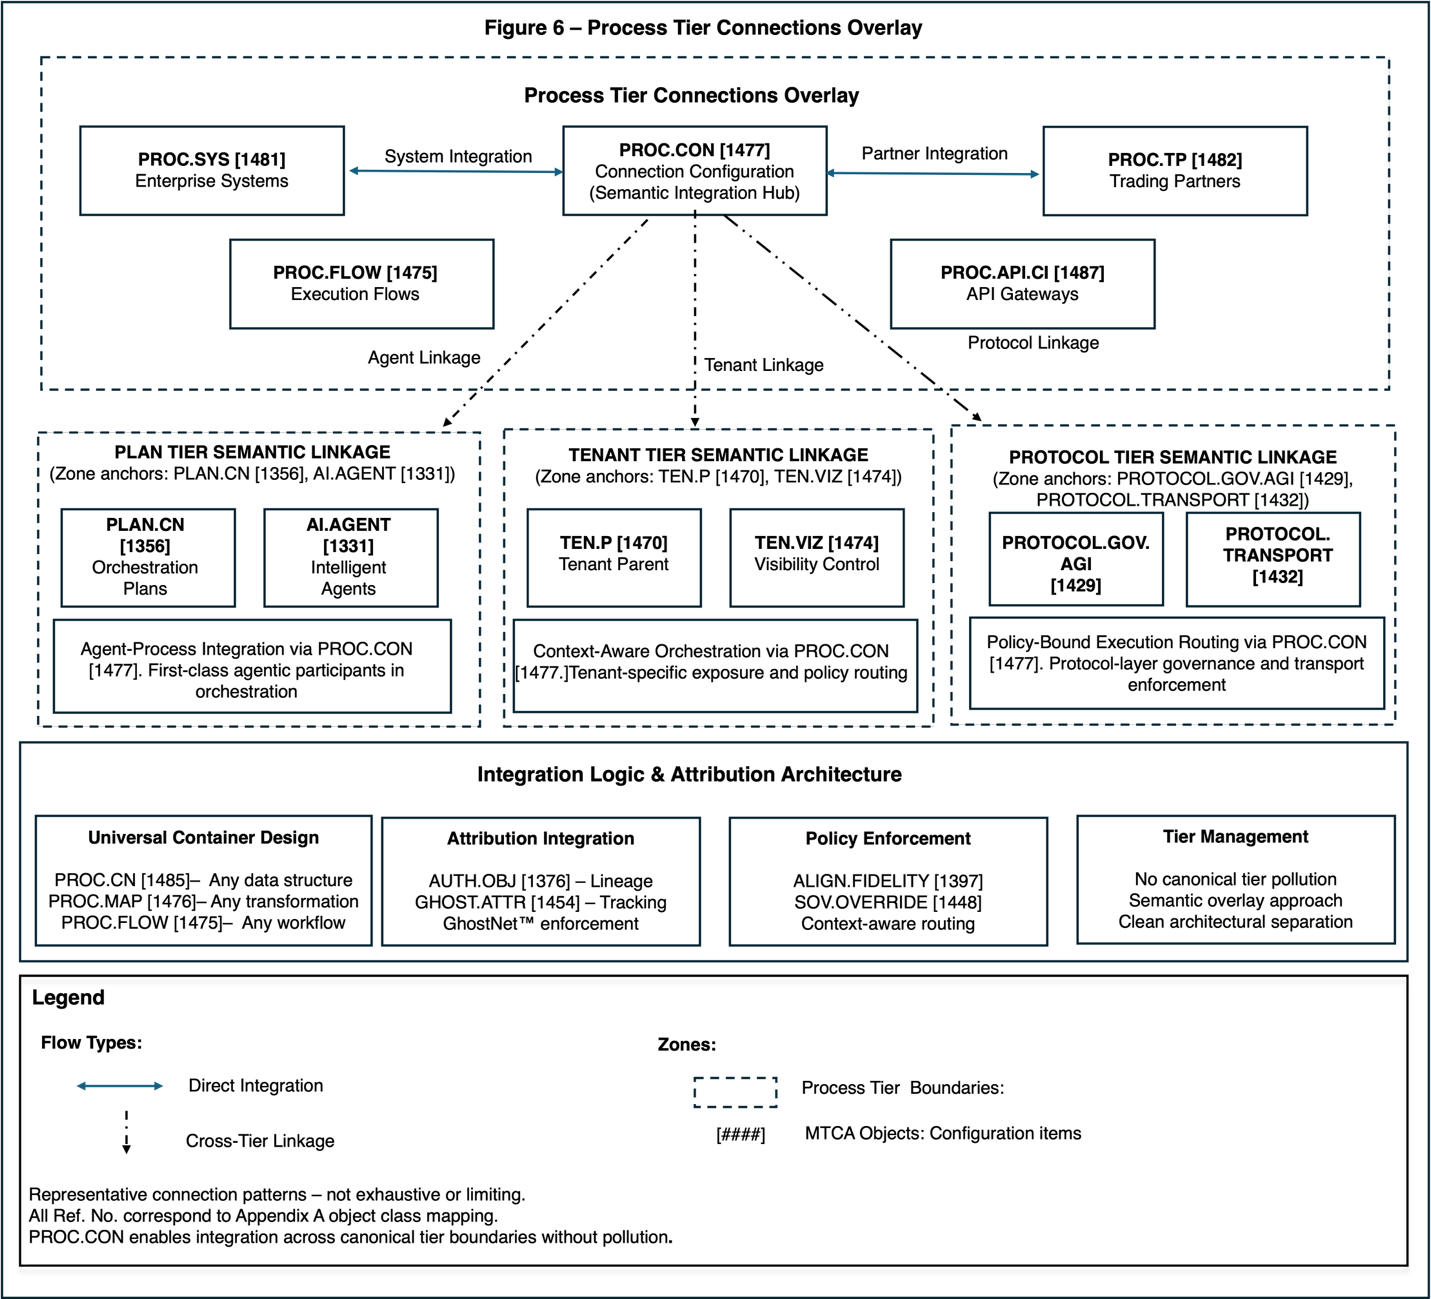 Figure 6 – Process Tier Connections Overlay
Process Tier Connections Overlay
PROC.SYS [1481]
Enterprise Systems
System Integration
PROC.CON [1477]
Connection Configuration
(Semantic Integration Hub)
Partner Integration
PROC.TP [1482]
Trading Partners
PROC.FLOW [1475]
Execution Flows
PROC.API.CI [1487]
API Gateways
Agent Linkage
Tenant Linkage
Protocol Linkage
PLAN TIER SEMANTIC LINKAGE
(Zone anchors: PLAN.CN [1356], AI.AGENT [1331])
PLAN.CN
[1356]
Orchestration
Plans
AI.AGENT
[1331]
Intelligent
Agents
Agent-Process Integration via PROC.CON
[1477]. First-class agentic participants in
orchestration
TENANT TIER SEMANTIC LINKAGE
(Zone anchors: TEN.P [1470], TEN.VIZ [1474])
TEN.P [1470]
Tenant Parent
TEN.VIZ [1474]
Visibility Control
Context-Aware Orchestration via PROC.CON
[1477.]Tenant-specific exposure and policy routing
PROTOCOL TIER SEMANTIC LINKAGE
(Zone anchors: PROTOCOL.GOV.AGI [1429],
PROTOCOL.TRANSPORT [1432])
PROTOCOL.GOV.
AGI
[1429]
PROTOCOL.
TRANSPORT
[1432]
Policy-Bound Execution Routing via PROC.CON
[1477]. Protocol-layer governance and transport
enforcement
Integration Logic & Attribution Architecture
Universal Container Design
PROC.CN [1485]–  Any data structure
PROC.MAP [1476]– Any transformation
PROC.FLOW [1475]–  Any workflow
Attribution Integration
AUTH.OBJ [1376] – Lineage
GHOST.ATTR [1454] – Tracking
GhostNet™ enforcement
Policy Enforcement
ALIGN.FIDELITY [1397]
SOV.OVERRIDE [1448]
Context-aware routing
Tier Management
No canonical tier pollution
Semantic overlay approach
Clean architectural separation
Legend
Flow Types:
Direct Integration
Cross-Tier Linkage
Zones:
Process Tier  Boundaries:
[####]
MTCA Objects: Configuration items
Representative connection patterns – not exhaustive or limiting.
All Ref. No. correspond to Appendix A object class mapping.
PROC.CON enables integration across canonical tier boundaries without pollution.